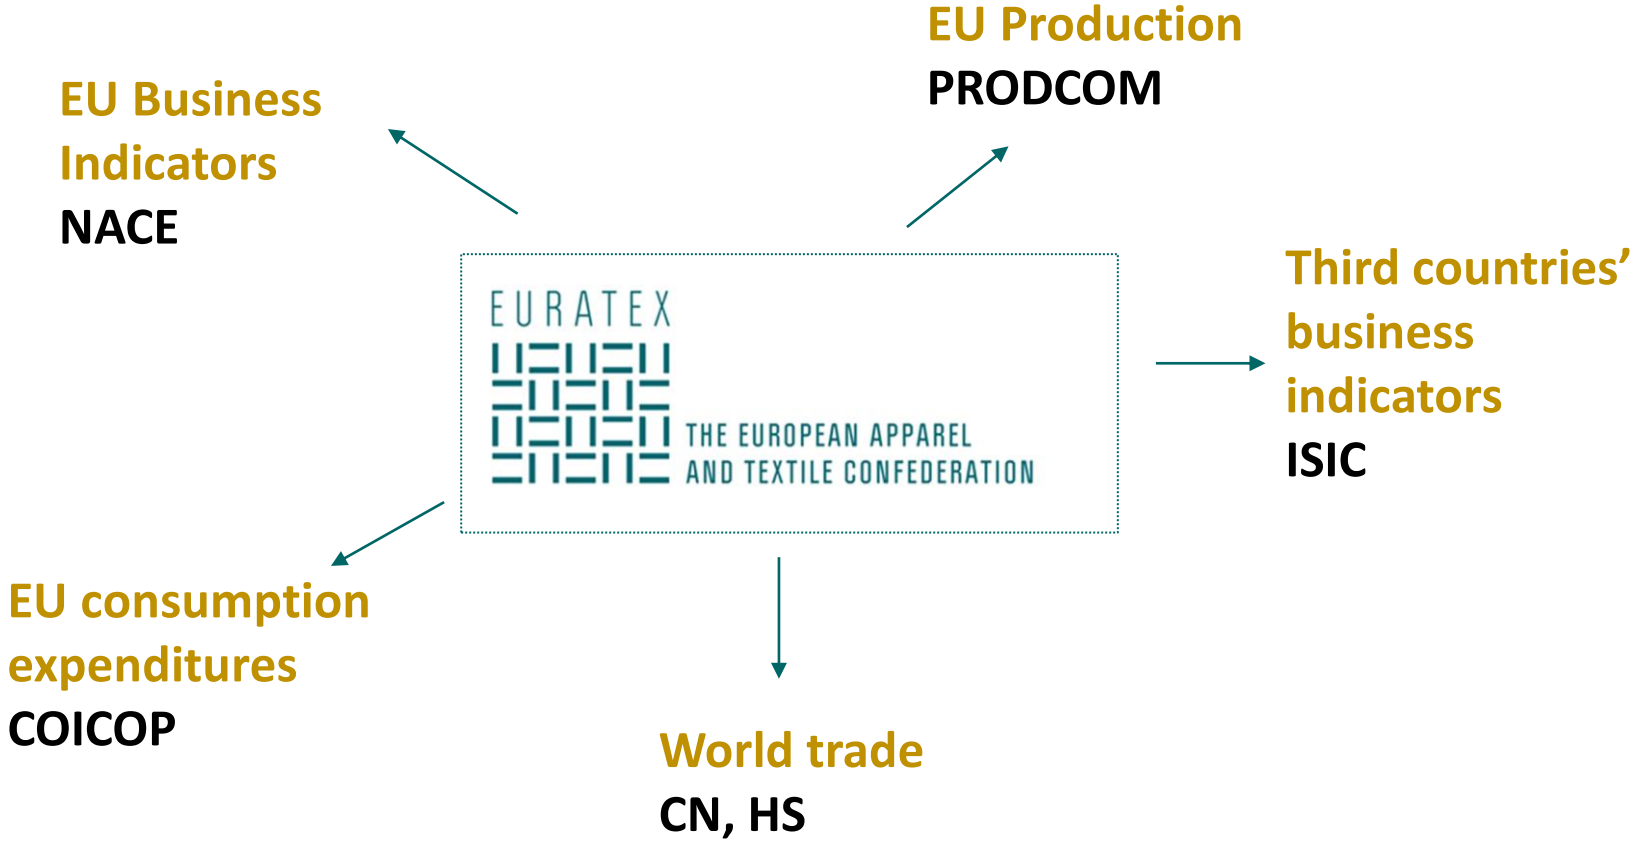 EU Production
PRODCOM
EU Business
Indicators
NACE
Third countries’
business
indicators
ISIC
EURATEX
THE EUROPEAN APPAREL
AND TEXTILE CONFEDERATION
EU consumption
expenditures
COICOP
World trade
CN, HS